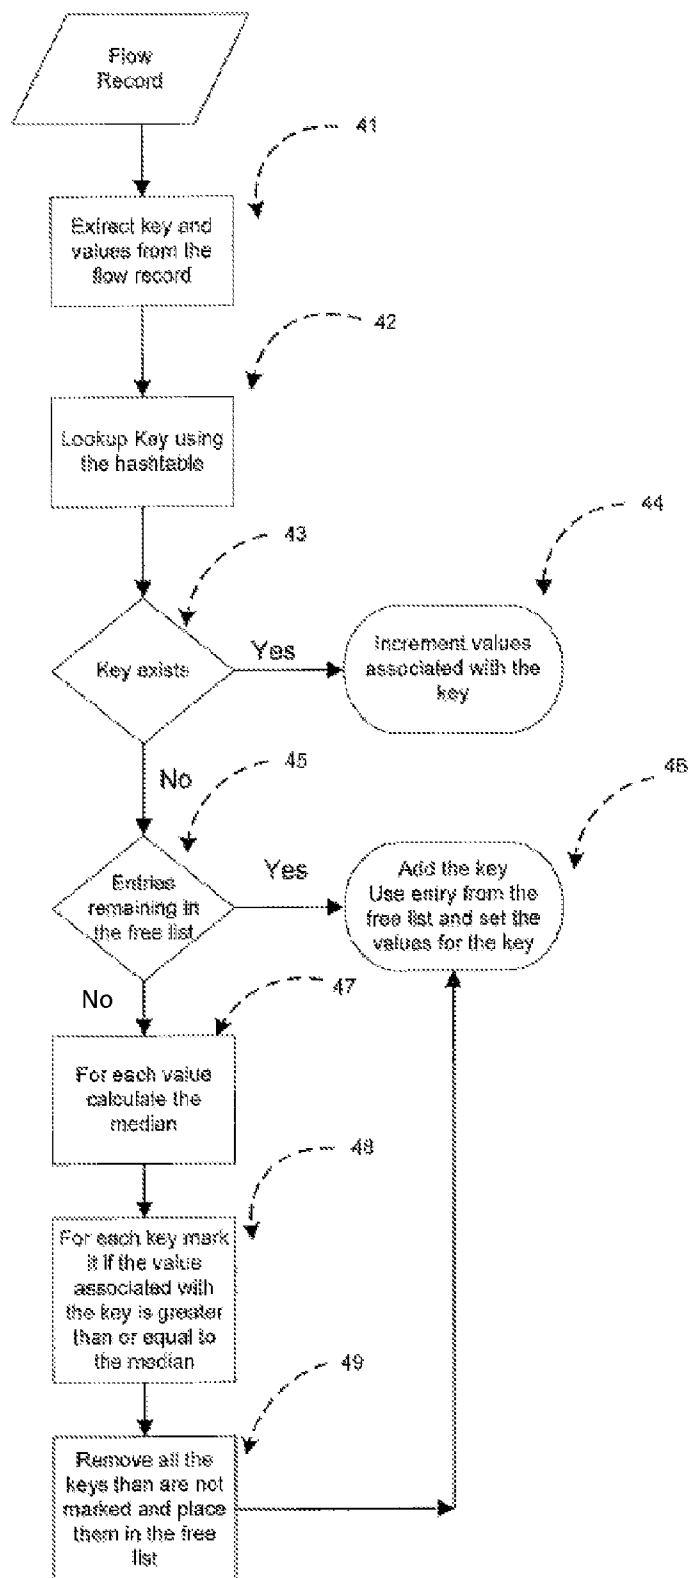 Flow
Record
41
Extract key and
values from the
flow record
42
Lookup Key using
the hashtable
43
44
Key exists
Yes
Increment values
associated with the
key
No
45
46
Entries
remaining in
the free list
Yes
Add the key
Use entry from the
free list and set the
values for the key
No
47
For each value
calculate the
median
48
For each key mark
it if the value
associated with
the key is greater
than or equal to
the median
49
Remove all the
keys than are not
marked and place
them in the free
list